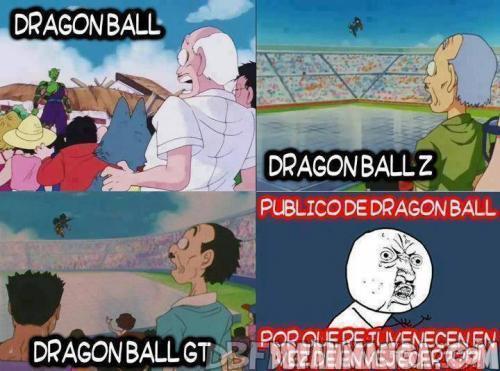 DRAGON BALL
DRAGON BALL Z
DRAGON BALL GT
PUBLICO DE DRAGON BALL
POR QUE REJUVENECEN EN
VEZ DE ENVEJECER???